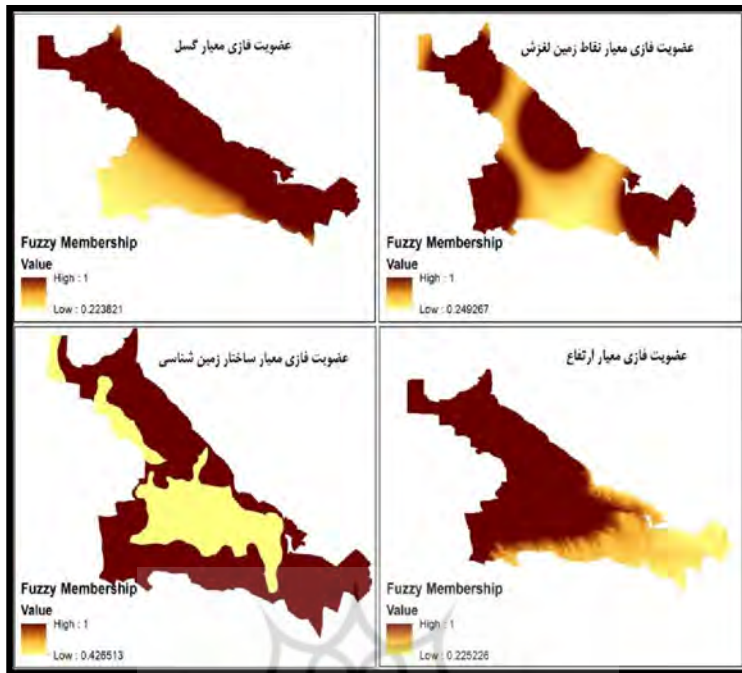 عضویت فازی معیار گسل
Fuzzy Membership
Value
High : 1
Low : 0.223821
عضویت فازی معیار نقاط زمین لغزش
Fuzzy Membership
Value
High : 1
Low : 0.249267
عضویت فازی معیار ساختار زمین شناسی
Fuzzy Membership
Value
High : 1
Low : 0.426513
عضویت فازی معیار ارتفاع
Fuzzy Membership
Value
High : 1
Low : 0.225226